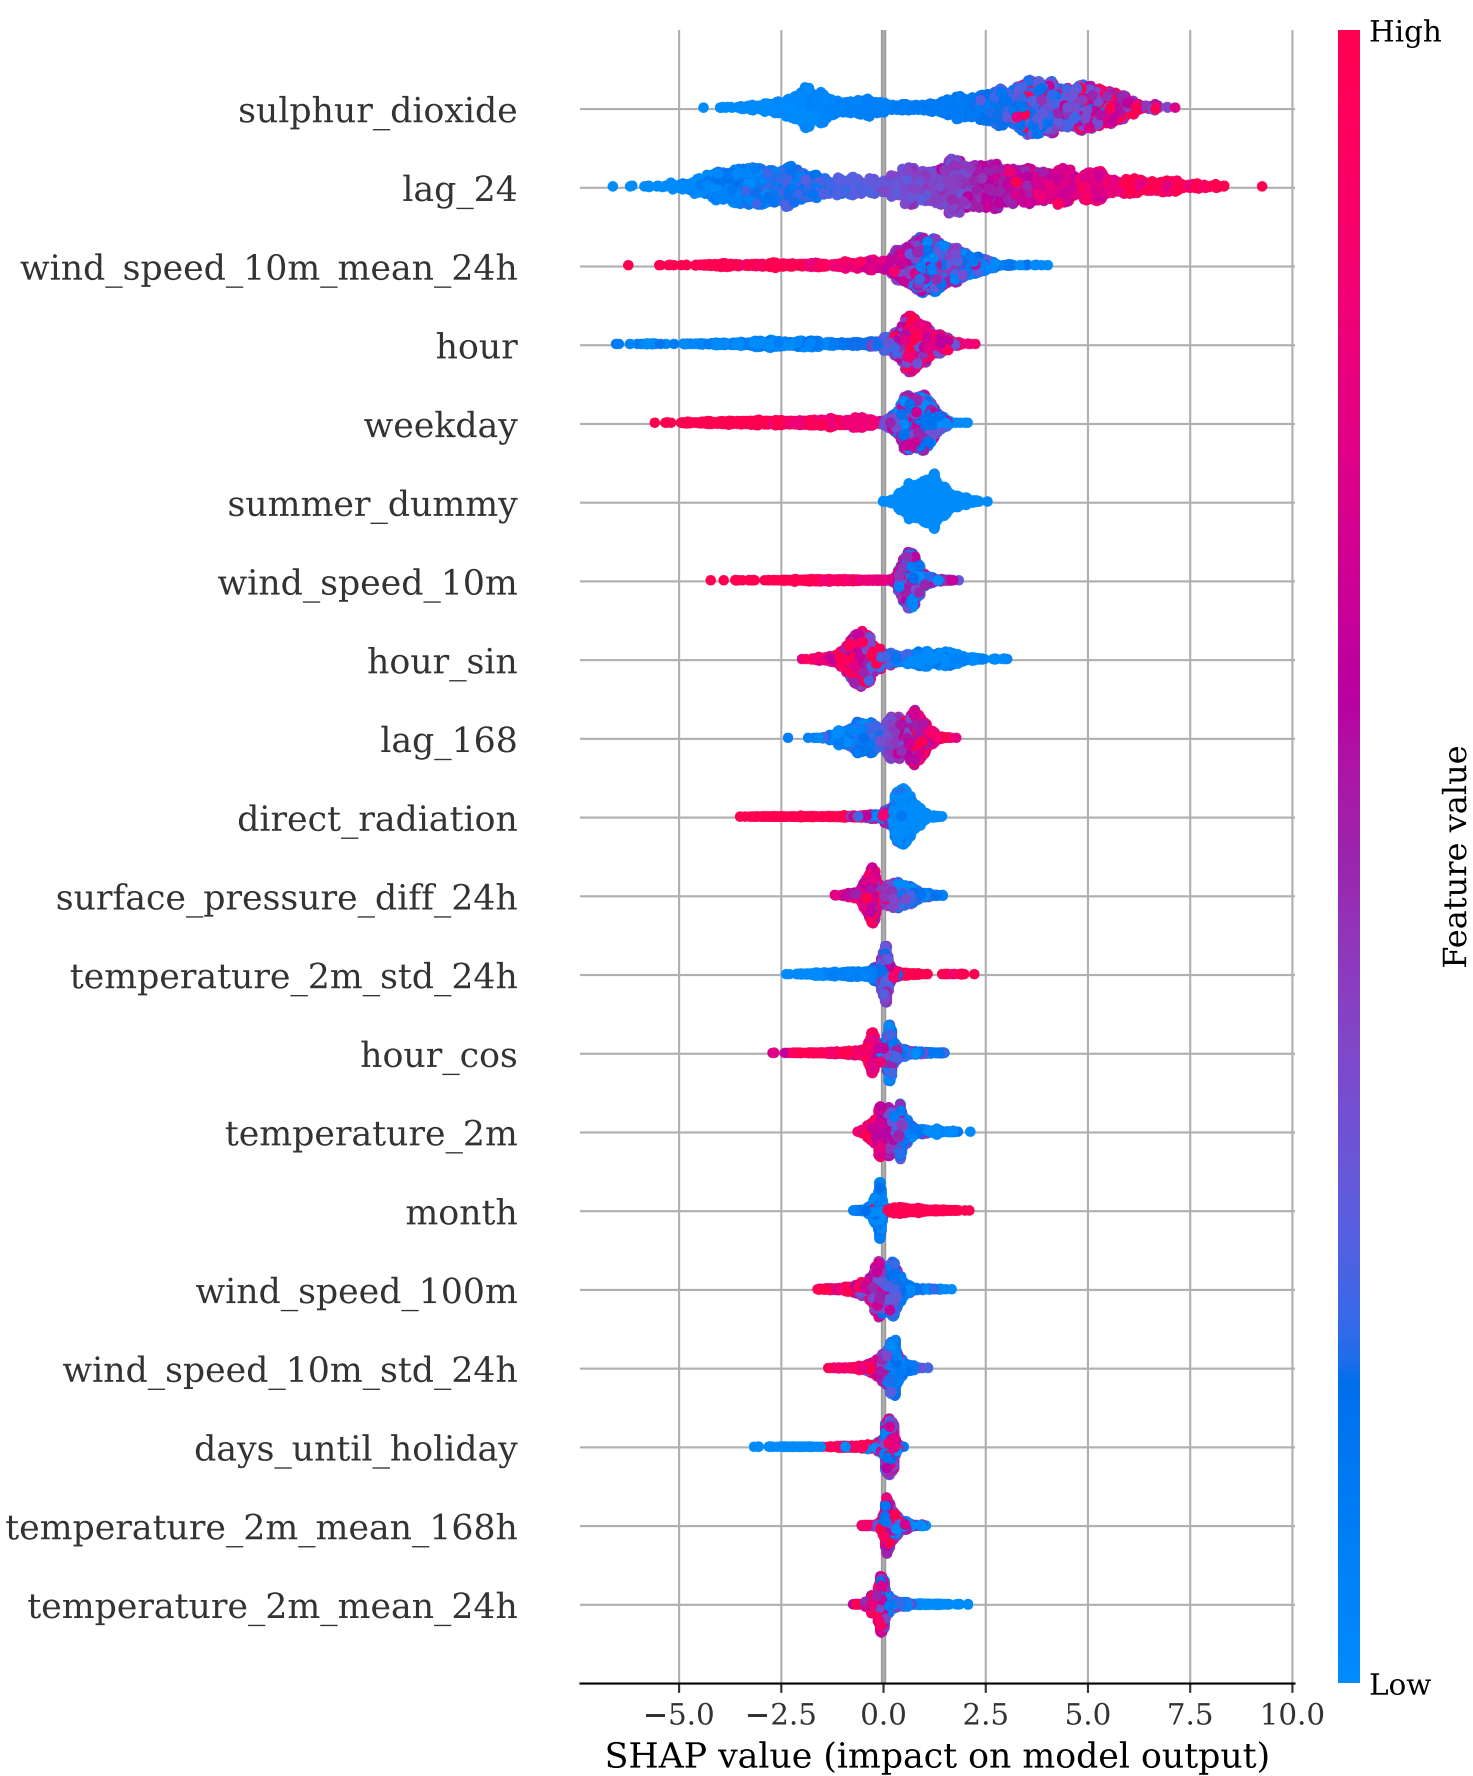 High
sulphur_dioxide
lag_24
wind_speed_10m_mean_24h
hour
weekday
summer_dummy
wind_speed_10m
hour_sin
lag_168
direct_radiation
surface_pressure_diff_24h
temperature_2m_std_24h
hour_cos
temperature_2m
month
wind_speed_100m
wind_speed_10m_std_24h
days_until_holiday
temperature_2m_mean_168h
temperature_2m_mean_24h
Feature value
Low
−5.0 −2.5 0.0 2.5 5.0 7.5 10.0
SHAP value (impact on model output)